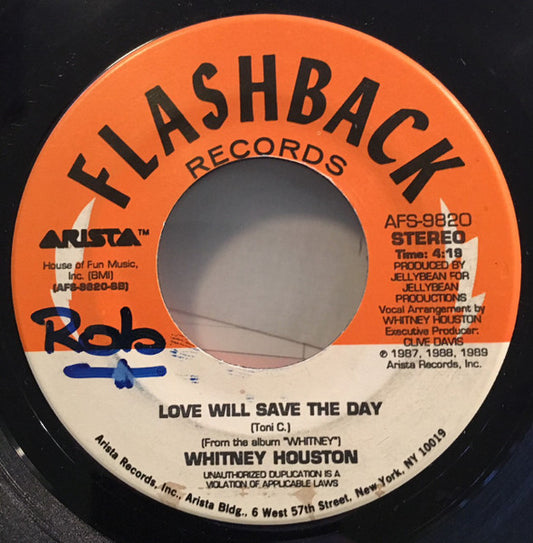 FLASHBACK
RECORDS
ARISTA™
House of Fun Music,
Inc. (BMI)
(AFS-9820-SB)
Rob
AFS-9820
STEREO
Time: 4:19
PRODUCED BY
JELLYBEAN FOR
JELLYBEAN
PRODUCTIONS
Vocal Arrangement by
WHITNEY HOUSTON
Executive Producer:
CLIVE DAVIS
℗ 1987, 1988, 1989
Arista Records, Inc.
LOVE WILL SAVE THE DAY
(Toni C.)
(From the album "WHITNEY")
WHITNEY HOUSTON
UNAUTHORIZED DUPLICATION IS A
VIOLATION OF APPLICABLE LAWS
Arista Records, Inc., Arista Bldg., 6 West 57th Street, New York, NY 10019